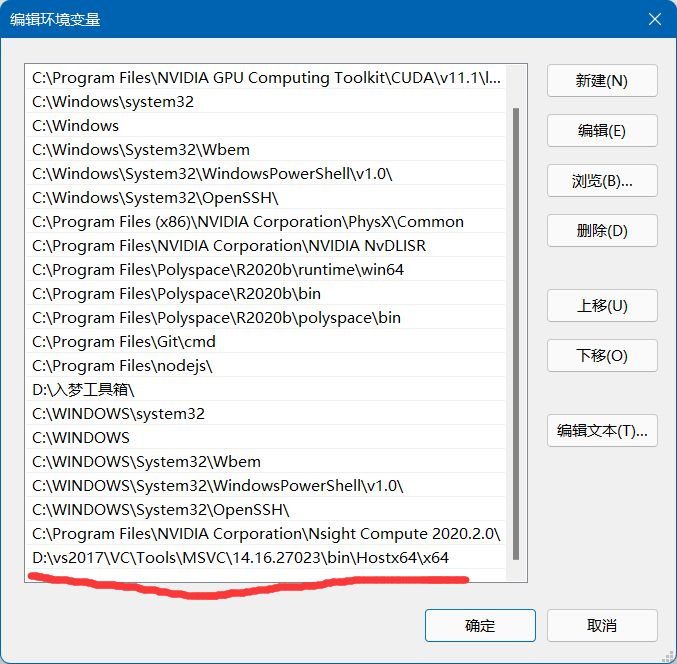 编辑环境变量
C:\Program Files\NVIDIA GPU Computing Toolkit\CUDA\v11.1\l...
C:\Windows\system32
C:\Windows
C:\Windows\System32\Wbem
C:\Windows\System32\WindowsPowerShell\v1.0\
C:\Windows\System32\OpenSSH\
C:\Program Files (x86)\NVIDIA Corporation\PhysX\Common
C:\Program Files\NVIDIA Corporation\NVIDIA NvDLISR
C:\Program Files\Polyspace\R2020b\runtime\win64
C:\Program Files\Polyspace\R2020b\bin
C:\Program Files\Polyspace\R2020b\polyspace\bin
C:\Program Files\Git\cmd
C:\Program Files\nodejs\
D:\入梦工具箱\
C:\WINDOWS\system32
C:\WINDOWS
C:\WINDOWS\System32\Wbem
C:\WINDOWS\System32\WindowsPowerShell\v1.0\
C:\WINDOWS\System32\OpenSSH\
C:\Program Files\NVIDIA Corporation\Nsight Compute 2020.2.0\
D:\vs2017\VC\Tools\MSVC\14.16.27023\bin\Hostx64\x64
新建(N)
编辑(E)
浏览(B)...
删除(D)
上移(U)
下移(O)
编辑文本(T)...
确定
取消